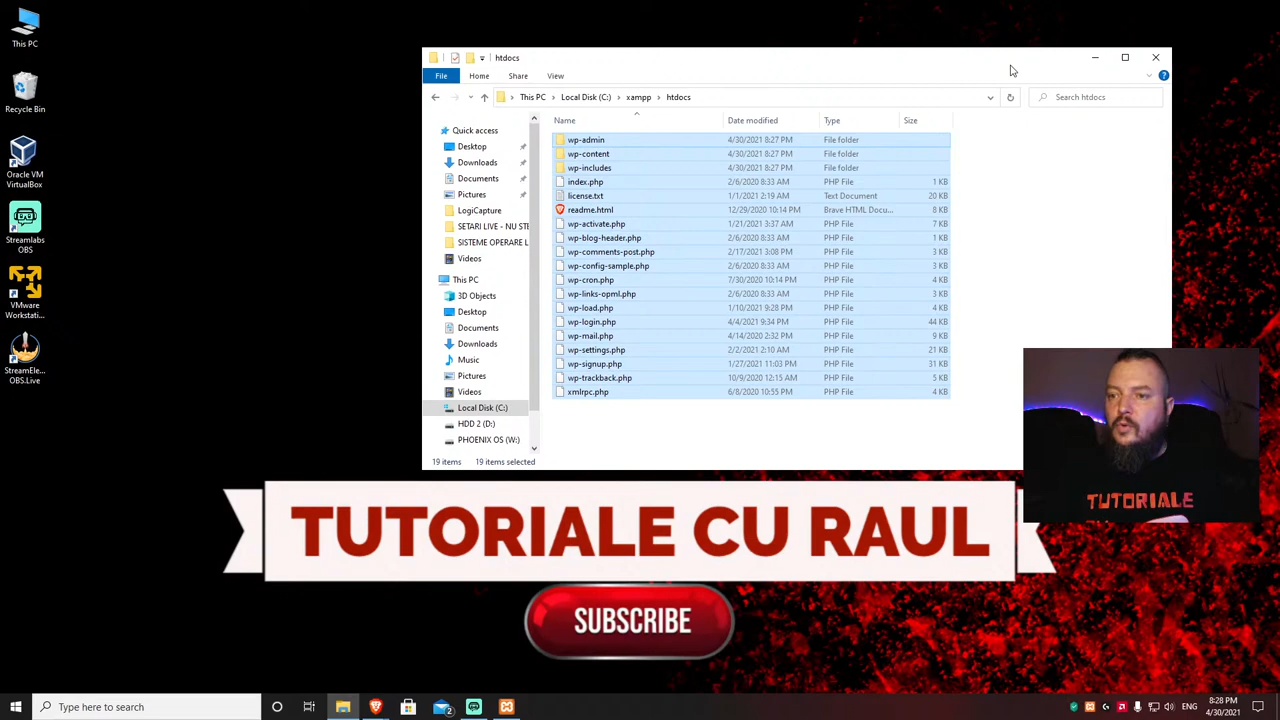 This PC
Recycle Bin
Oracle VM
VirtualBox
Streamlabs
OBS
VMware
Workstati...
StreamEle...
OBS.Live
htdocs
File
Home
Share
View
This PC
Local Disk (C:)
xampp
htdocs
Search htdocs
Name
Date modified
Type
Size
Quick access
Desktop
Downloads
Documents
Pictures
LogiCapture
SETARI LIVE - NU STE
SISTEME OPERARE L
Videos
This PC
3D Objects
Desktop
Documents
Downloads
Music
Pictures
Videos
Local Disk (C:)
HDD 2 (D:)
PHOENIX OS (W:)
wp-admin 4/30/2021 8:27 PM File folder
wp-content 4/30/2021 8:27 PM File folder
wp-includes 4/30/2021 8:27 PM File folder
index.php 2/6/2020 8:33 AM PHP File 1 KB
license.txt 1/1/2021 2:19 AM Text Document 20 KB
readme.html 12/29/2020 10:14 PM Brave HTML Docu... 8 KB
wp-activate.php 1/21/2021 3:37 AM PHP File 7 KB
wp-blog-header.php 2/6/2020 8:33 AM PHP File 1 KB
wp-comments-post.php 2/17/2021 3:08 PM PHP File 3 KB
wp-config-sample.php 2/6/2020 8:33 AM PHP File 3 KB
wp-cron.php 7/30/2020 10:14 PM PHP File 4 KB
wp-links-opml.php 2/6/2020 8:33 AM PHP File 3 KB
wp-load.php 1/10/2021 9:28 PM PHP File 4 KB
wp-login.php 4/4/2021 9:34 PM PHP File 44 KB
wp-mail.php 4/14/2020 2:32 PM PHP File 9 KB
wp-settings.php 2/2/2021 2:10 AM PHP File 21 KB
wp-signup.php 1/27/2021 11:03 PM PHP File 31 KB
wp-trackback.php 10/9/2020 12:15 AM PHP File 5 KB
xmlrpc.php 6/8/2020 10:55 PM PHP File 4 KB
19 items
19 items selected
TUTORIALE
TUTORIALE CU RAUL
SUBSCRIBE
Type here to search
2
ENG
8:28 PM
4/30/2021